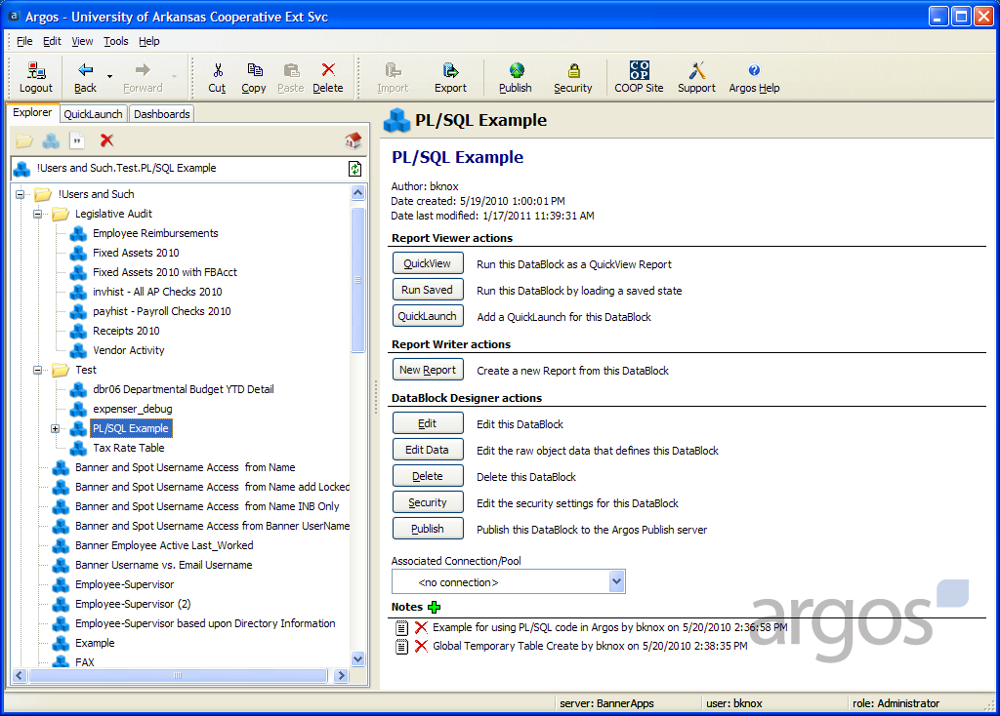 Argos - University of Arkansas Cooperative Ext Svc
File Edit View Tools Help
Logout Back Forward Cut Copy Paste Delete Import Export Publish Security COOP Site Support Argos Help
CO
OP
Explorer QuickLaunch Dashboards
!Users and Such.Test.PL/SQL Example
!Users and Such
Legislative Audit
Employee Reimbursements
Fixed Assets 2010
Fixed Assets 2010 with FBAcct
invhist - All AP Checks 2010
payhist - Payroll Checks 2010
Receipts 2010
Vendor Activity
Test
dbr06 Departmental Budget YTD Detail
expenser_debug
PL/SQL Example
Tax Rate Table
Banner and Spot Username Access from Name
Banner and Spot Username Access from Name add Locked
Banner and Spot Username Access from Name INB Only
Banner and Spot Username Access from Banner UserName
Banner Employee Active Last_Worked
Banner Username vs. Email Username
Employee-Supervisor
Employee-Supervisor (2)
Employee-Supervisor based upon Directory Information
Example
FAX
PL/SQL Example
PL/SQL Example
Author: bknox
Date created: 5/19/2010 1:00:01 PM
Date last modified: 1/17/2011 11:39:31 AM
Report Viewer actions
QuickView Run this DataBlock as a QuickView Report
Run Saved Run this DataBlock by loading a saved state
QuickLaunch Add a QuickLaunch for this DataBlock
Report Writer actions
New Report Create a new Report from this DataBlock
DataBlock Designer actions
Edit Edit this DataBlock
Edit Data Edit the raw object data that defines this DataBlock
Delete Delete this DataBlock
Security Edit the security settings for this DataBlock
Publish Publish this DataBlock to the Argos Publish server
Associated Connection/Pool
<no connection>
Notes
Example for using PL/SQL code in Argos by bknox on 5/20/2010 2:36:58 PM
Global Temporary Table Create by bknox on 5/20/2010 2:38:35 PM
argos
server: BannerApps user: bknox role: Administrator